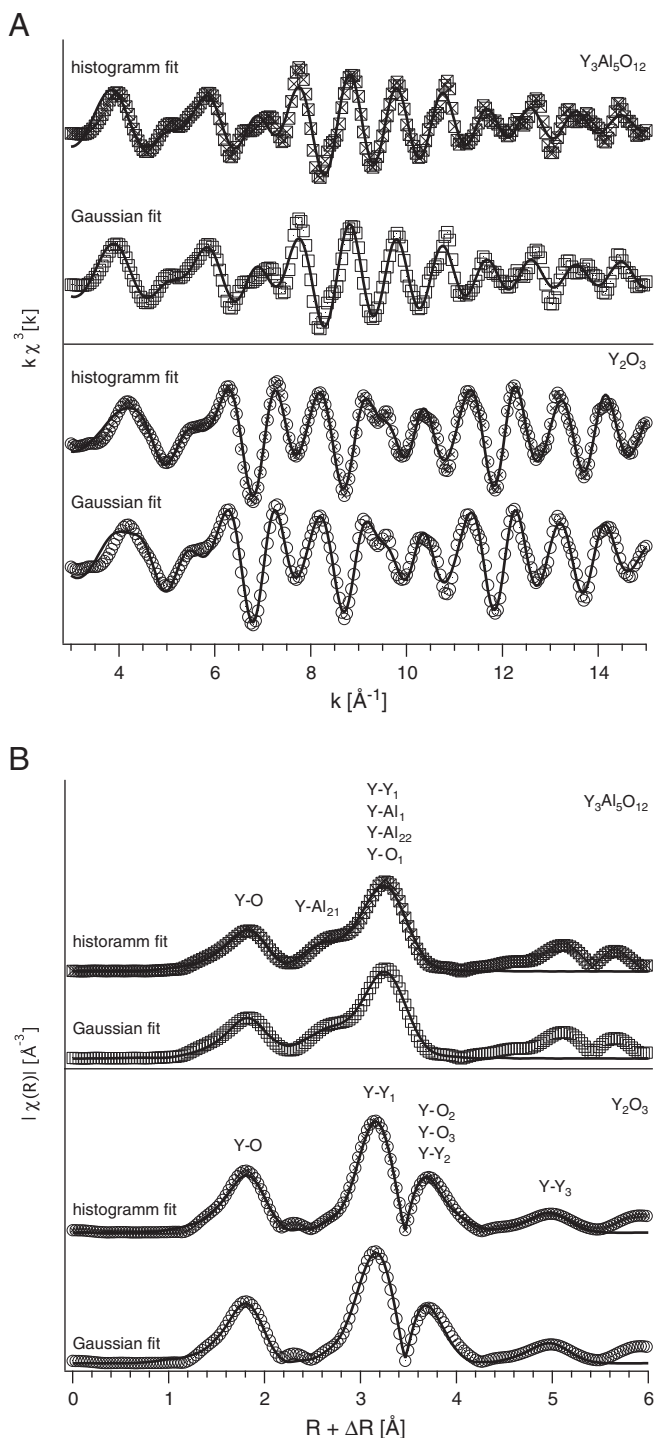 A
histogramm fit
Y₃Al₅O₁₂
Gaussian fit
k χ ³ [k]
Y₂O₃
histogramm fit
Gaussian fit
4 6 8 10 12 14
k [Å⁻¹]
B
Y-Y₁
Y-Al₁
Y-Al₂₂
Y-O₁
Y₃Al₅O₁₂
Y-O
Y-Al₂₁
historamm fit
Gaussian fit
| χ(R)| [Å⁻³]
Y-Y₁
Y-O₂
Y-O₃
Y-Y₂
Y₂O₃
Y-O
Y-Y₃
histogramm fit
Gaussian fit
0 1 2 3 4 5 6
R + ΔR [Å]